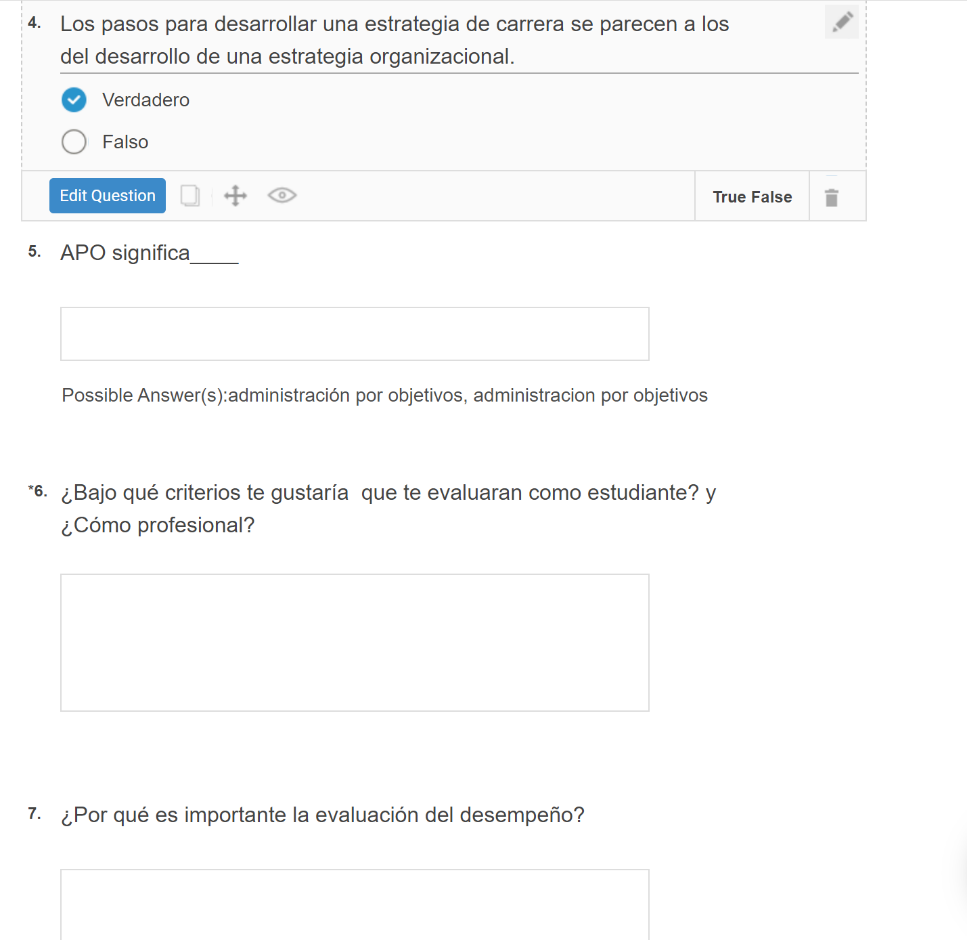 4. Los pasos para desarrollar una estrategia de carrera se parecen a los
del desarrollo de una estrategia organizacional.
Verdadero
Falso
Edit Question
True False
5. APO significa____
Possible Answer(s):administración por objetivos, administracion por objetivos
*6. ¿Bajo qué criterios te gustaría  que te evaluaran como estudiante? y
¿Cómo profesional?
7. ¿Por qué es importante la evaluación del desempeño?